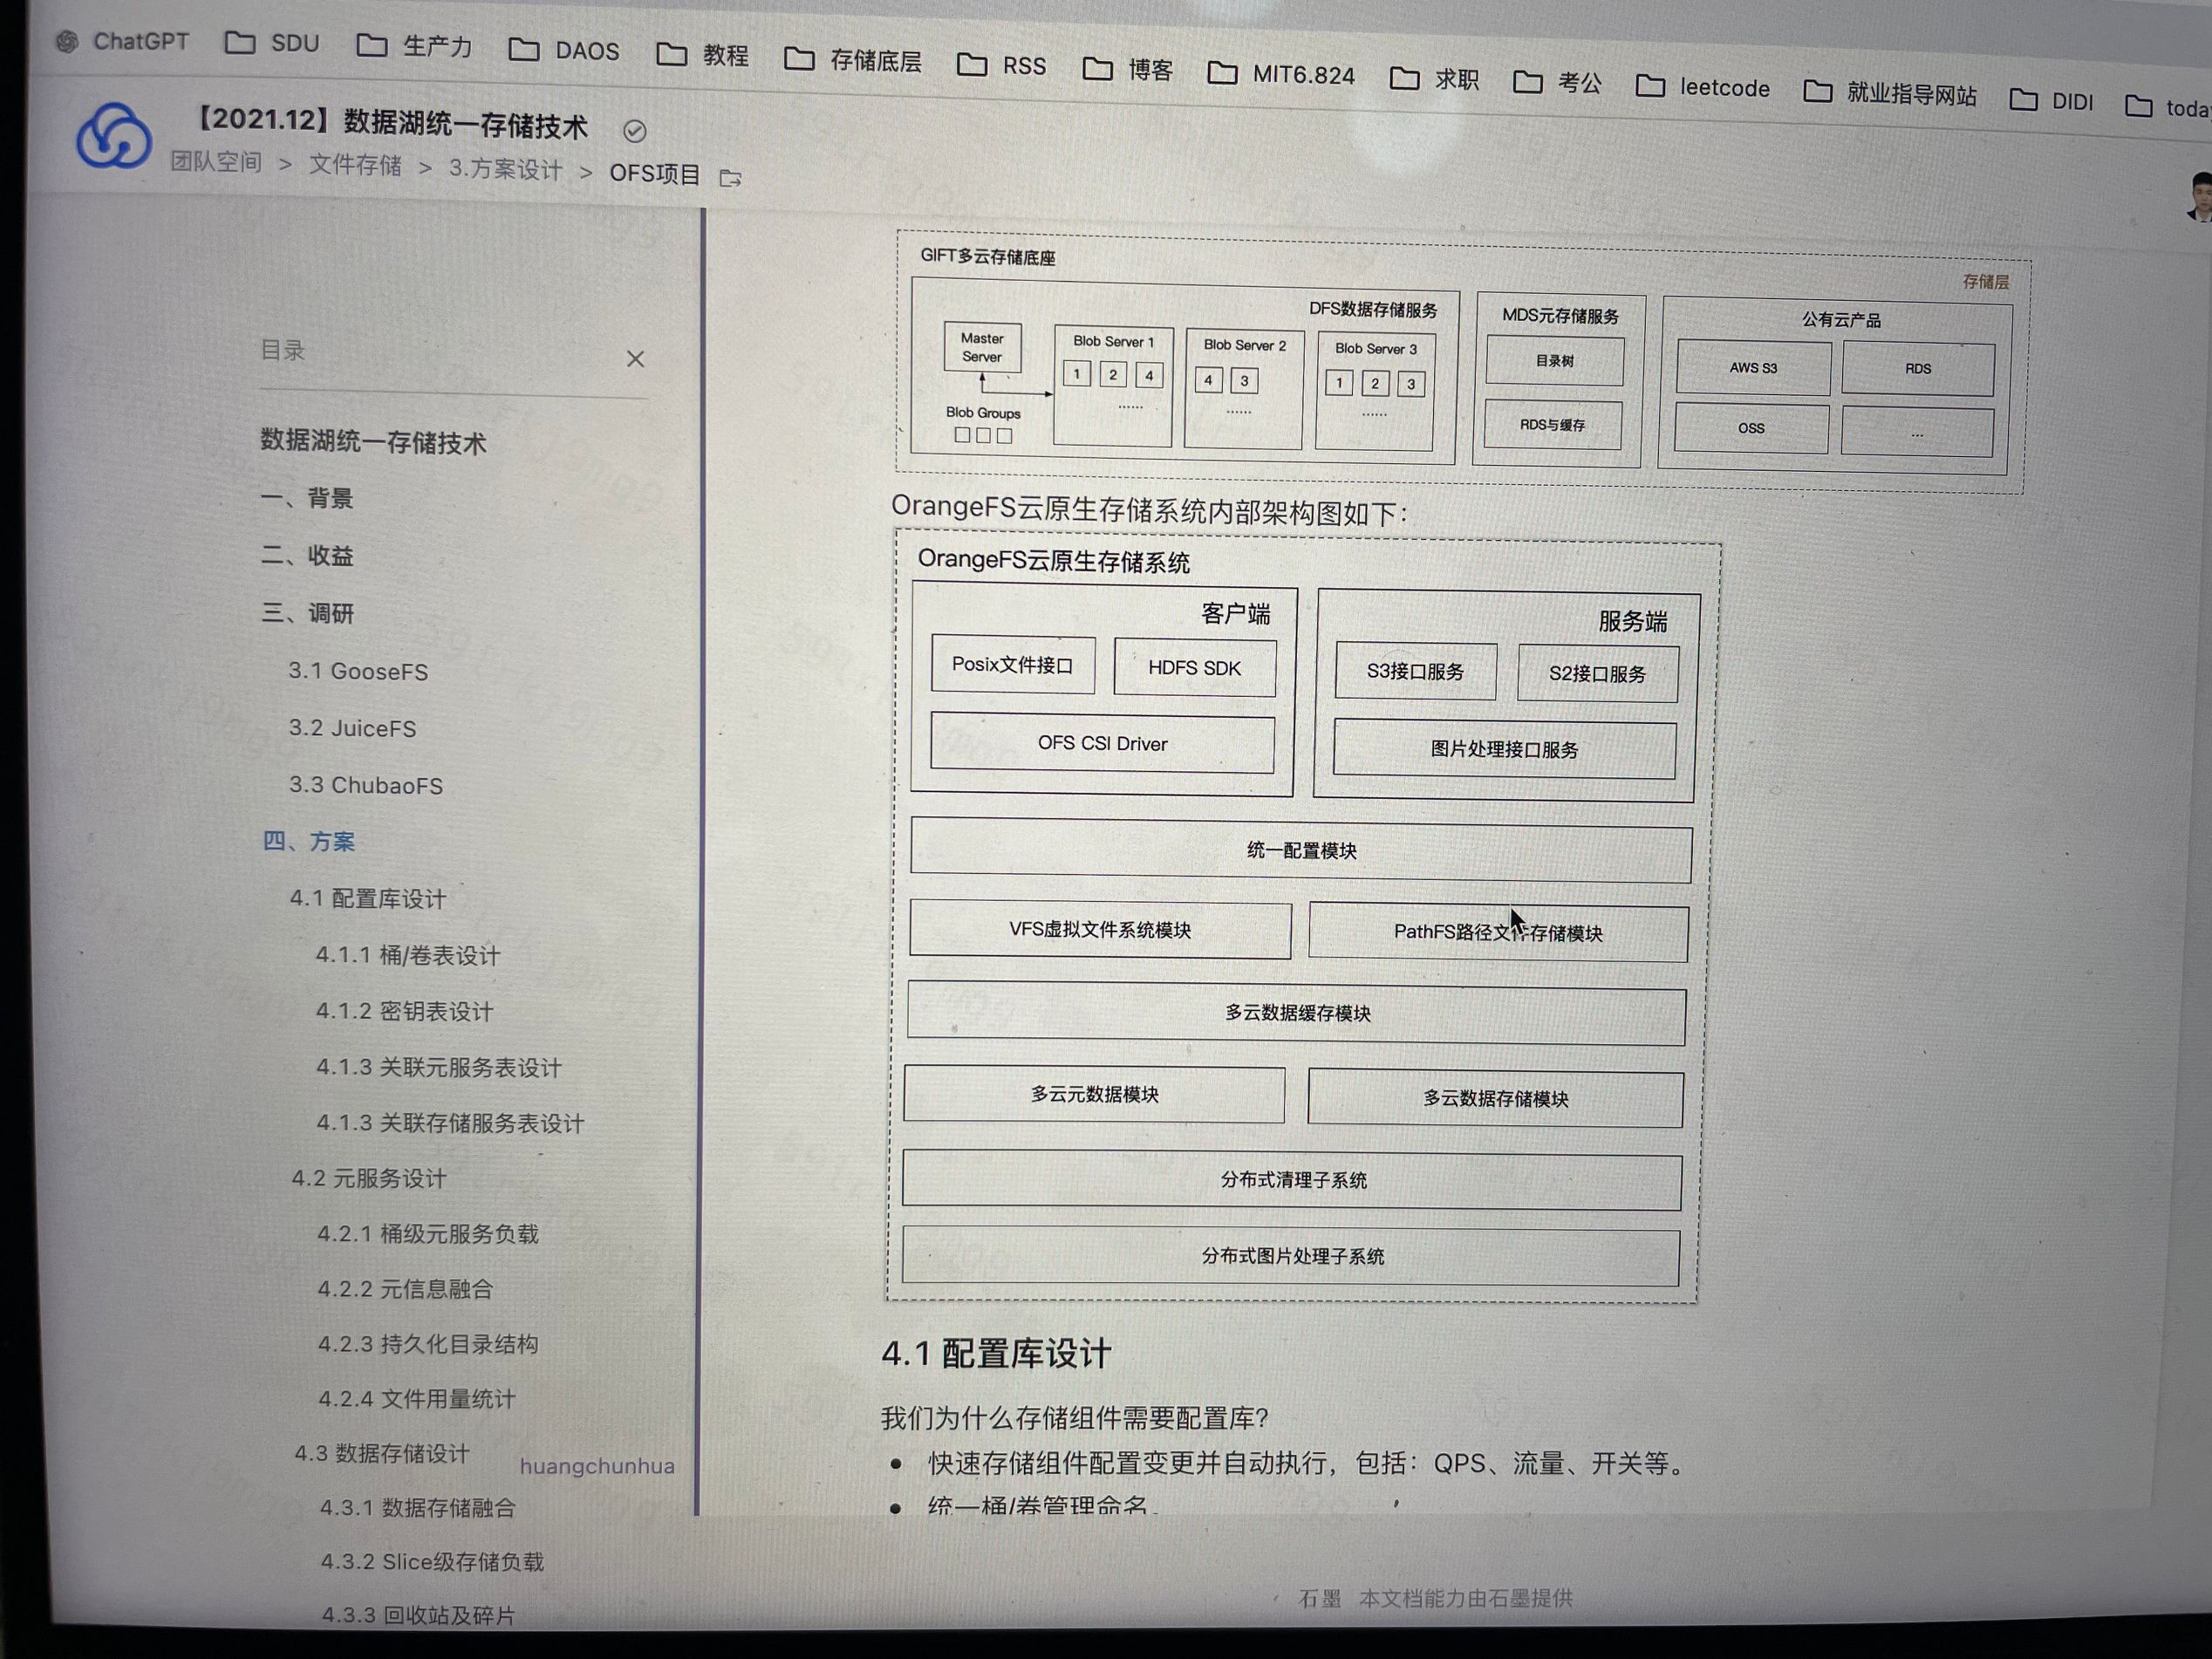 ChatGPT SDU 生产力 DAOS 教程 存储底层 RSS 博客 MIT6.824 求职 考公 leetcode 就业指导网站 DIDI toda
【2021.12】数据湖统一存储技术
团队空间 > 文件存储 > 3.方案设计 > OFS项目
目录
数据湖统一存储技术
一、背景
二、收益
三、调研
3.1 GooseFS
3.2 JuiceFS
3.3 ChubaoFS
四、方案
4.1 配置库设计
4.1.1 桶/卷表设计
4.1.2 密钥表设计
4.1.3 关联元服务表设计
4.1.3 关联存储服务表设计
4.2 元服务设计
4.2.1 桶级元服务负载
4.2.2 元信息融合
4.2.3 持久化目录结构
4.2.4 文件用量统计
4.3 数据存储设计
huangchunhua
4.3.1 数据存储融合
4.3.2 Slice级存储负载
4.3.3 回收站及碎片
GIFT多云存储底座
存储层
DFS数据存储服务
Master
Server
Blob Groups
Blob Server 1
1 2 4
......
Blob Server 2
4 3
......
Blob Server 3
1 2 3
......
MDS元存储服务
目录树
RDS与缓存
公有云产品
AWS S3 RDS
OSS ...
OrangeFS云原生存储系统内部架构图如下：
OrangeFS云原生存储系统
客户端
Posix文件接口 HDFS SDK
OFS CSI Driver
服务端
S3接口服务 S2接口服务
图片处理接口服务
统一配置模块
VFS虚拟文件系统模块 PathFS路径文件存储模块
多云数据缓存模块
多云元数据模块 多云数据存储模块
分布式清理子系统
分布式图片处理子系统
4.1 配置库设计
我们为什么存储组件需要配置库？
• 快速存储组件配置变更并自动执行，包括：QPS、流量、开关等。
• 统一桶/卷管理命名。
石墨 本文档能力由石墨提供